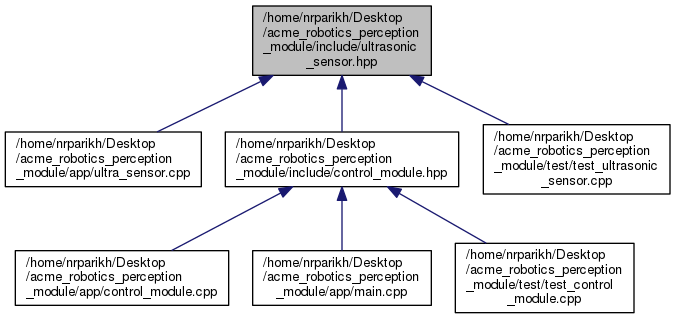 /home/nrparikh/Desktop
/acme_robotics_perception
_module/include/ultrasonic
_sensor.hpp
/home/nrparikh/Desktop
/acme_robotics_perception
_module/app/ultra_sensor.cpp
/home/nrparikh/Desktop
/acme_robotics_perception
_module/include/control_module.hpp
/home/nrparikh/Desktop
/acme_robotics_perception
_module/test/test_ultrasonic
_sensor.cpp
/home/nrparikh/Desktop
/acme_robotics_perception
_module/app/control_module.cpp
/home/nrparikh/Desktop
/acme_robotics_perception
_module/app/main.cpp
/home/nrparikh/Desktop
/acme_robotics_perception
_module/test/test_control
_module.cpp